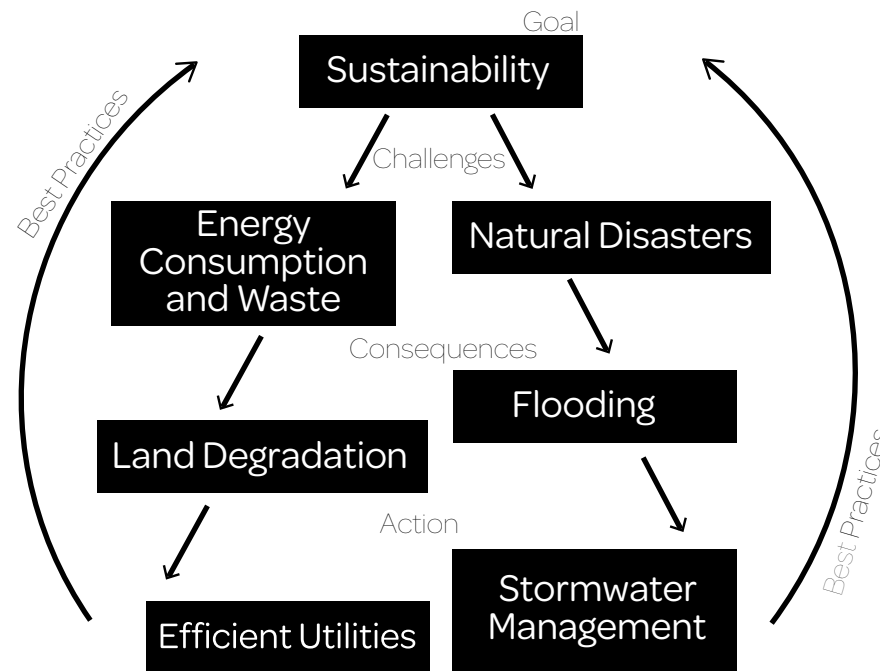 Goal
Sustainability
Best Practices
Challenges
Energy
Consumption
and Waste
Natural Disasters
Consequences
Flooding
Land Degradation
Action
Best Practices
Stormwater
Management
Efficient Utilities